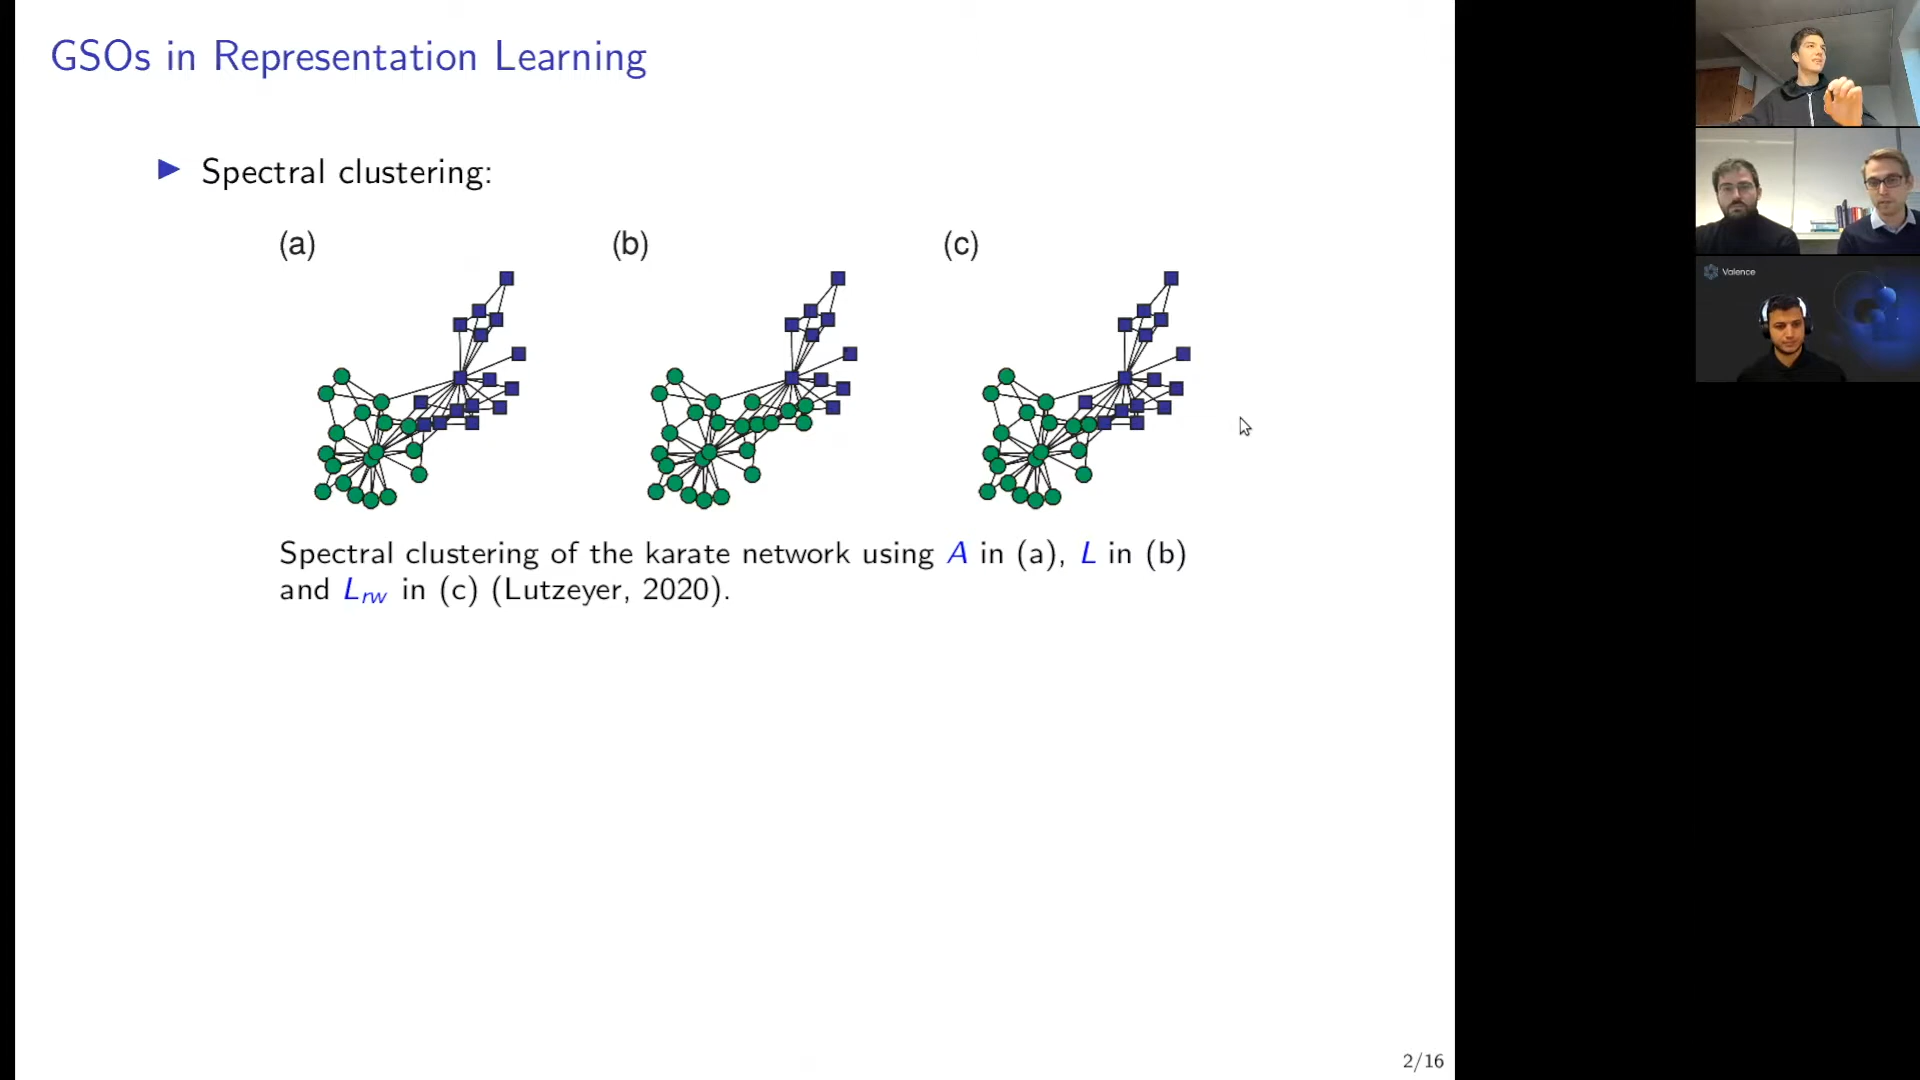 GSOs in Representation Learning
Spectral clustering:
(a) (b) (c)
Spectral clustering of the karate network using A in (a), L in (b)
and Lrw in (c) (Lutzeyer, 2020).
2/16
Valence